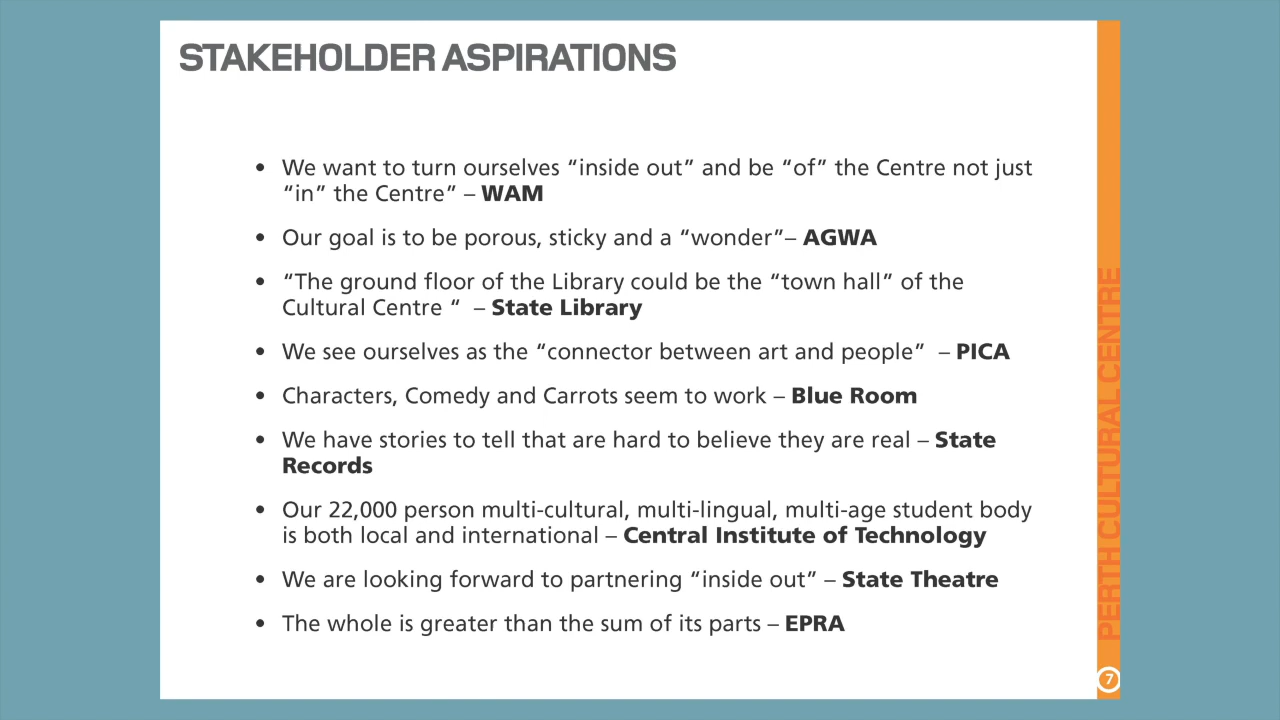 STAKEHOLDER ASPIRATIONS
• We want to turn ourselves “inside out” and be “of” the Centre not just
“in” the Centre” – WAM
• Our goal is to be porous, sticky and a “wonder”– AGWA
• “The ground floor of the Library could be the “town hall” of the
Cultural Centre “  – State Library
• We see ourselves as the “connector between art and people”  – PICA
• Characters, Comedy and Carrots seem to work – Blue Room
• We have stories to tell that are hard to believe they are real – State
Records
• Our 22,000 person multi-cultural, multi-lingual, multi-age student body
is both local and international – Central Institute of Technology
• We are looking forward to partnering “inside out” – State Theatre
• The whole is greater than the sum of its parts – EPRA
PERTH CULTURAL CENTRE
7